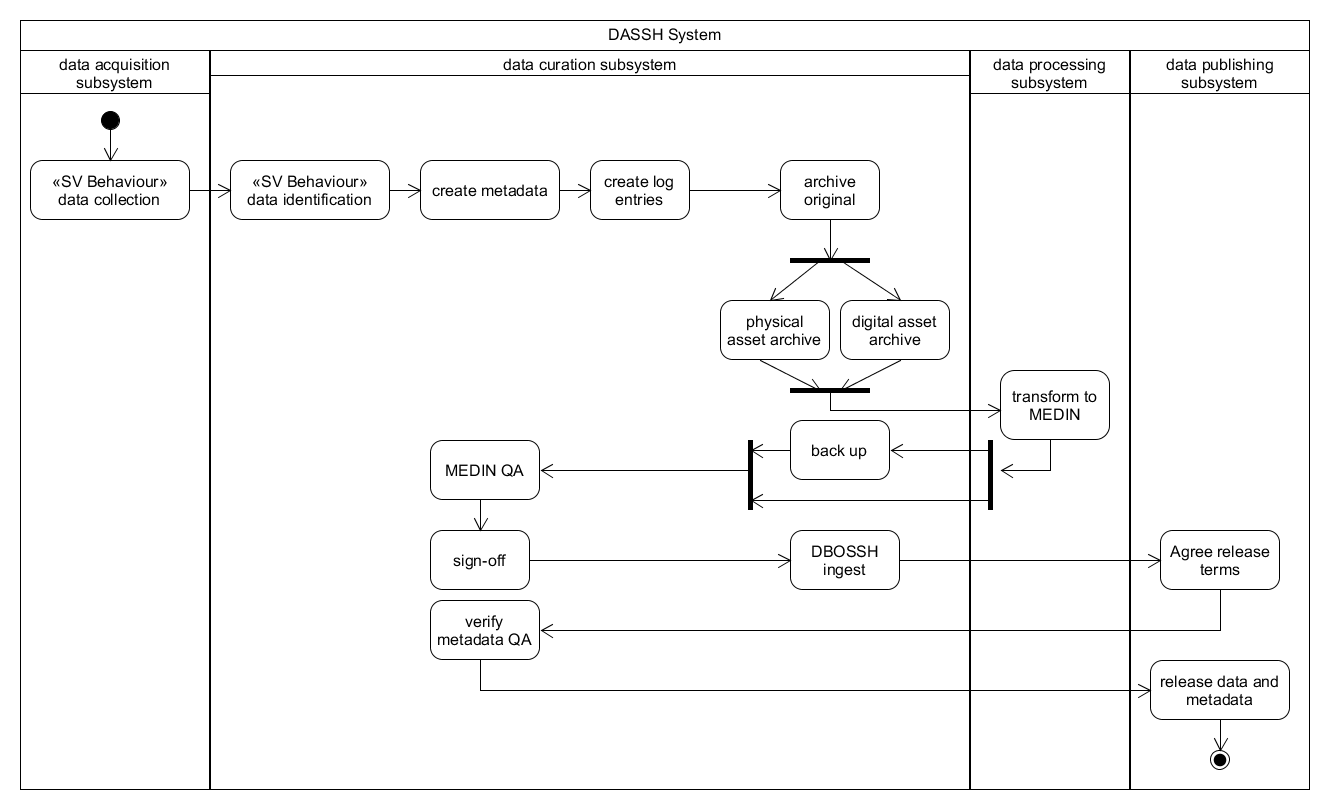 DASSH System
data acquisition
subsystem
data curation subsystem
data processing
subsystem
data publishing
subsystem
«SV Behaviour»
data collection
«SV Behaviour»
data identification
create metadata
create log
entries
archive
original
physical
asset archive
digital asset
archive
transform to
MEDIN
back up
MEDIN QA
sign-off
DBOSSH
ingest
Agree release
terms
verify
metadata QA
release data and
metadata